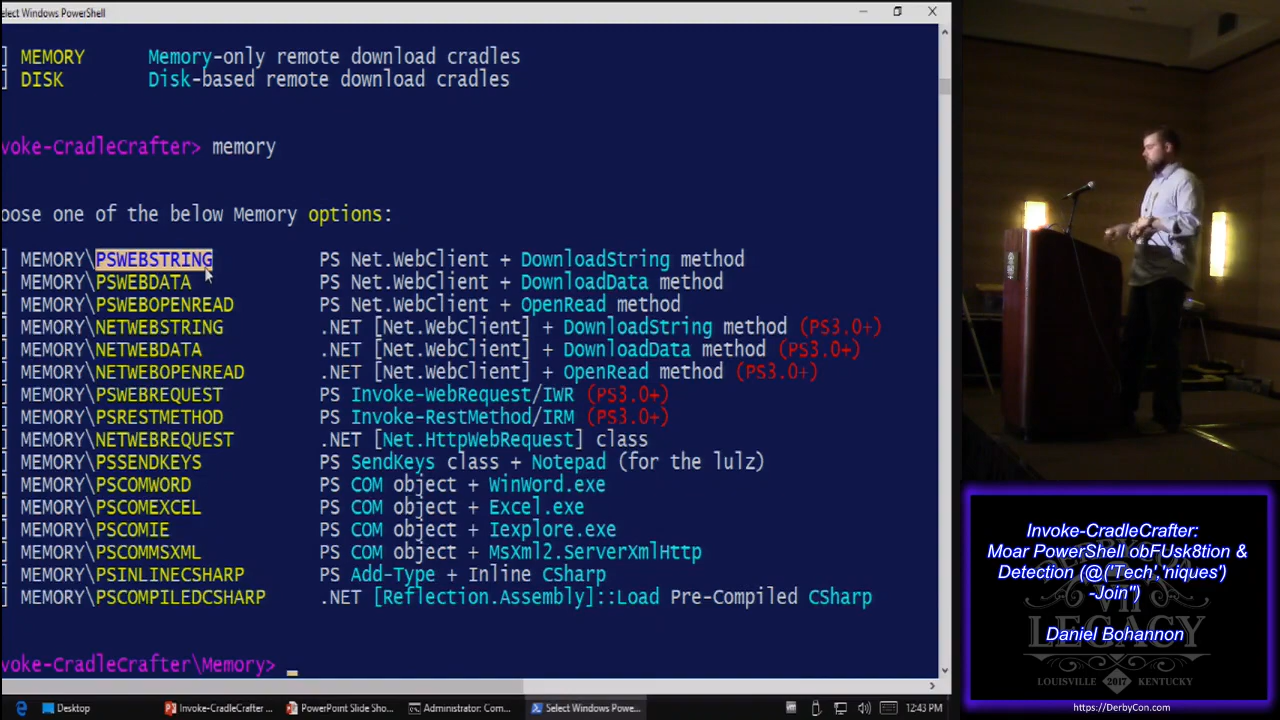 elect Windows PowerShell
] MEMORY Memory-only remote download cradles
] DISK Disk-based remote download cradles
voke-CradleCrafter> memory
oose one of the below Memory options:
] MEMORY\PSWEBSTRING PS Net.WebClient + DownloadString method
] MEMORY\PSWEBDATA PS Net.WebClient + DownloadData method
] MEMORY\PSWEBOPENREAD PS Net.WebClient + OpenRead method
] MEMORY\NETWEBSTRING .NET [Net.WebClient] + DownloadString method (PS3.0+)
] MEMORY\NETWEBDATA .NET [Net.WebClient] + DownloadData method (PS3.0+)
] MEMORY\NETWEBOPENREAD .NET [Net.WebClient] + OpenRead method (PS3.0+)
] MEMORY\PSWEBREQUEST PS Invoke-WebRequest/IWR (PS3.0+)
] MEMORY\PSRESTMETHOD PS Invoke-RestMethod/IRM (PS3.0+)
] MEMORY\NETWEBREQUEST .NET [Net.HttpWebRequest] class
] MEMORY\PSSENDKEYS PS SendKeys class + Notepad (for the lulz)
] MEMORY\PSCOMWORD PS COM object + WinWord.exe
] MEMORY\PSCOMEXCEL PS COM object + Excel.exe
] MEMORY\PSCOMIE PS COM object + Iexplore.exe
] MEMORY\PSCOMMSXML PS COM object + MsXml2.ServerXmlHttp
] MEMORY\PSINLINECSHARP PS Add-Type + Inline CSharp
] MEMORY\PSCOMPILEDCSHARP .NET [Reflection.Assembly]::Load Pre-Compiled CSharp
voke-CradleCrafter\Memory> _
Desktop Invoke-CradleCrafter ... PowerPoint Slide Sho... Administrator: Com... Select Windows Powe... 12:43 PM
Invoke-CradleCrafter:
Moar PowerShell obFUsk8tion &
Detection (@('Tech','niques')
-Join'')
Daniel Bohannon
VII
LEGACY
LOUISVILLE 2017 KENTUCKY
https://DerbyCon.com